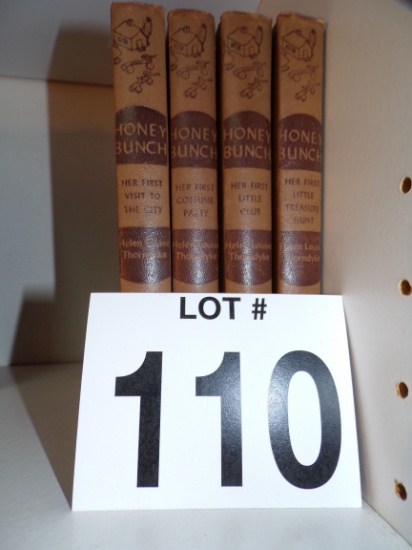 HONEY
BUNCH
HER FIRST
VISIT TO
THE CITY
Helen Louise
Thorndyke
HONEY
BUNCH
HER FIRST
COSTUME
PARTY
Helen Louise
Thorndyke
HONEY
BUNCH
HER FIRST
LITTLE
CLUB
Helen Louise
Thorndyke
HONEY
BUNCH
HER FIRST
LITTLE
TREASURE
HUNT
Helen Louise
Thorndyke
LOT #
110